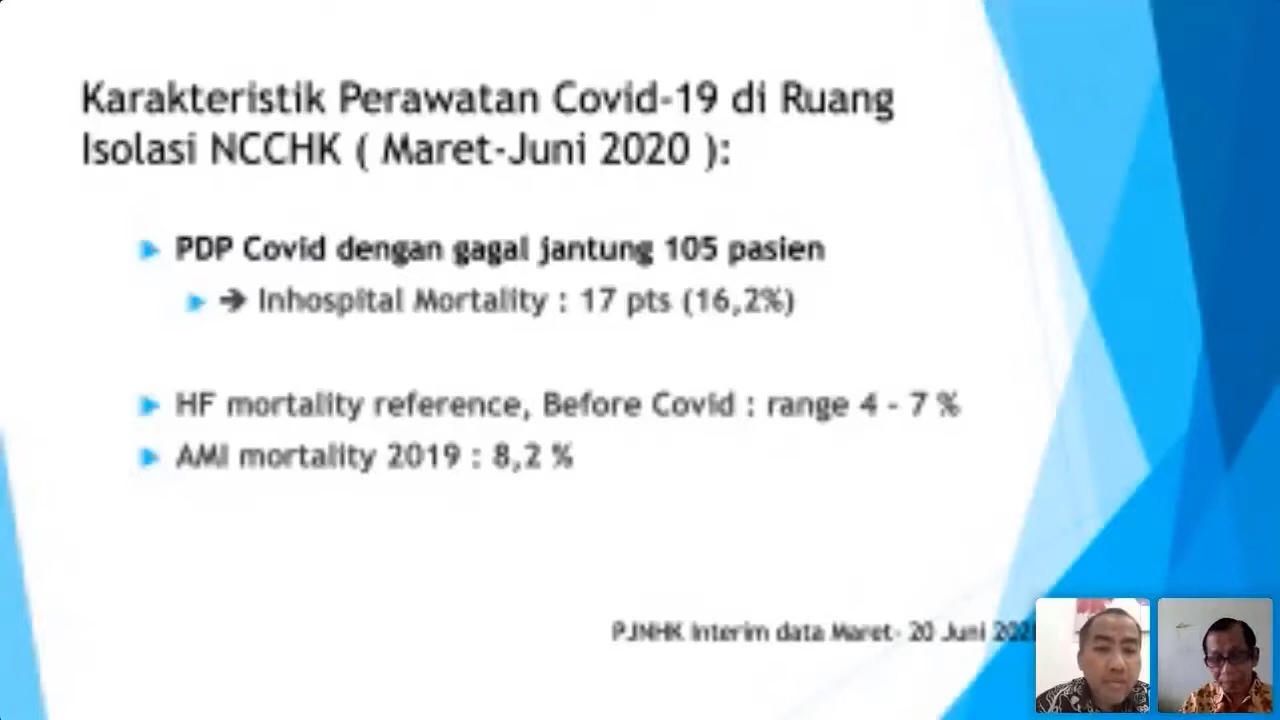 Karakteristik Perawatan Covid-19 di Ruang
Isolasi NCCHK ( Maret-Juni 2020 ):
PDP Covid dengan gagal jantung 105 pasien
➔ Inhospital Mortality : 17 pts (16,2%)
HF mortality reference, Before Covid : range 4 - 7 %
AMI mortality 2019 : 8,2 %
PJNHK Interim data Maret- 20 Juni